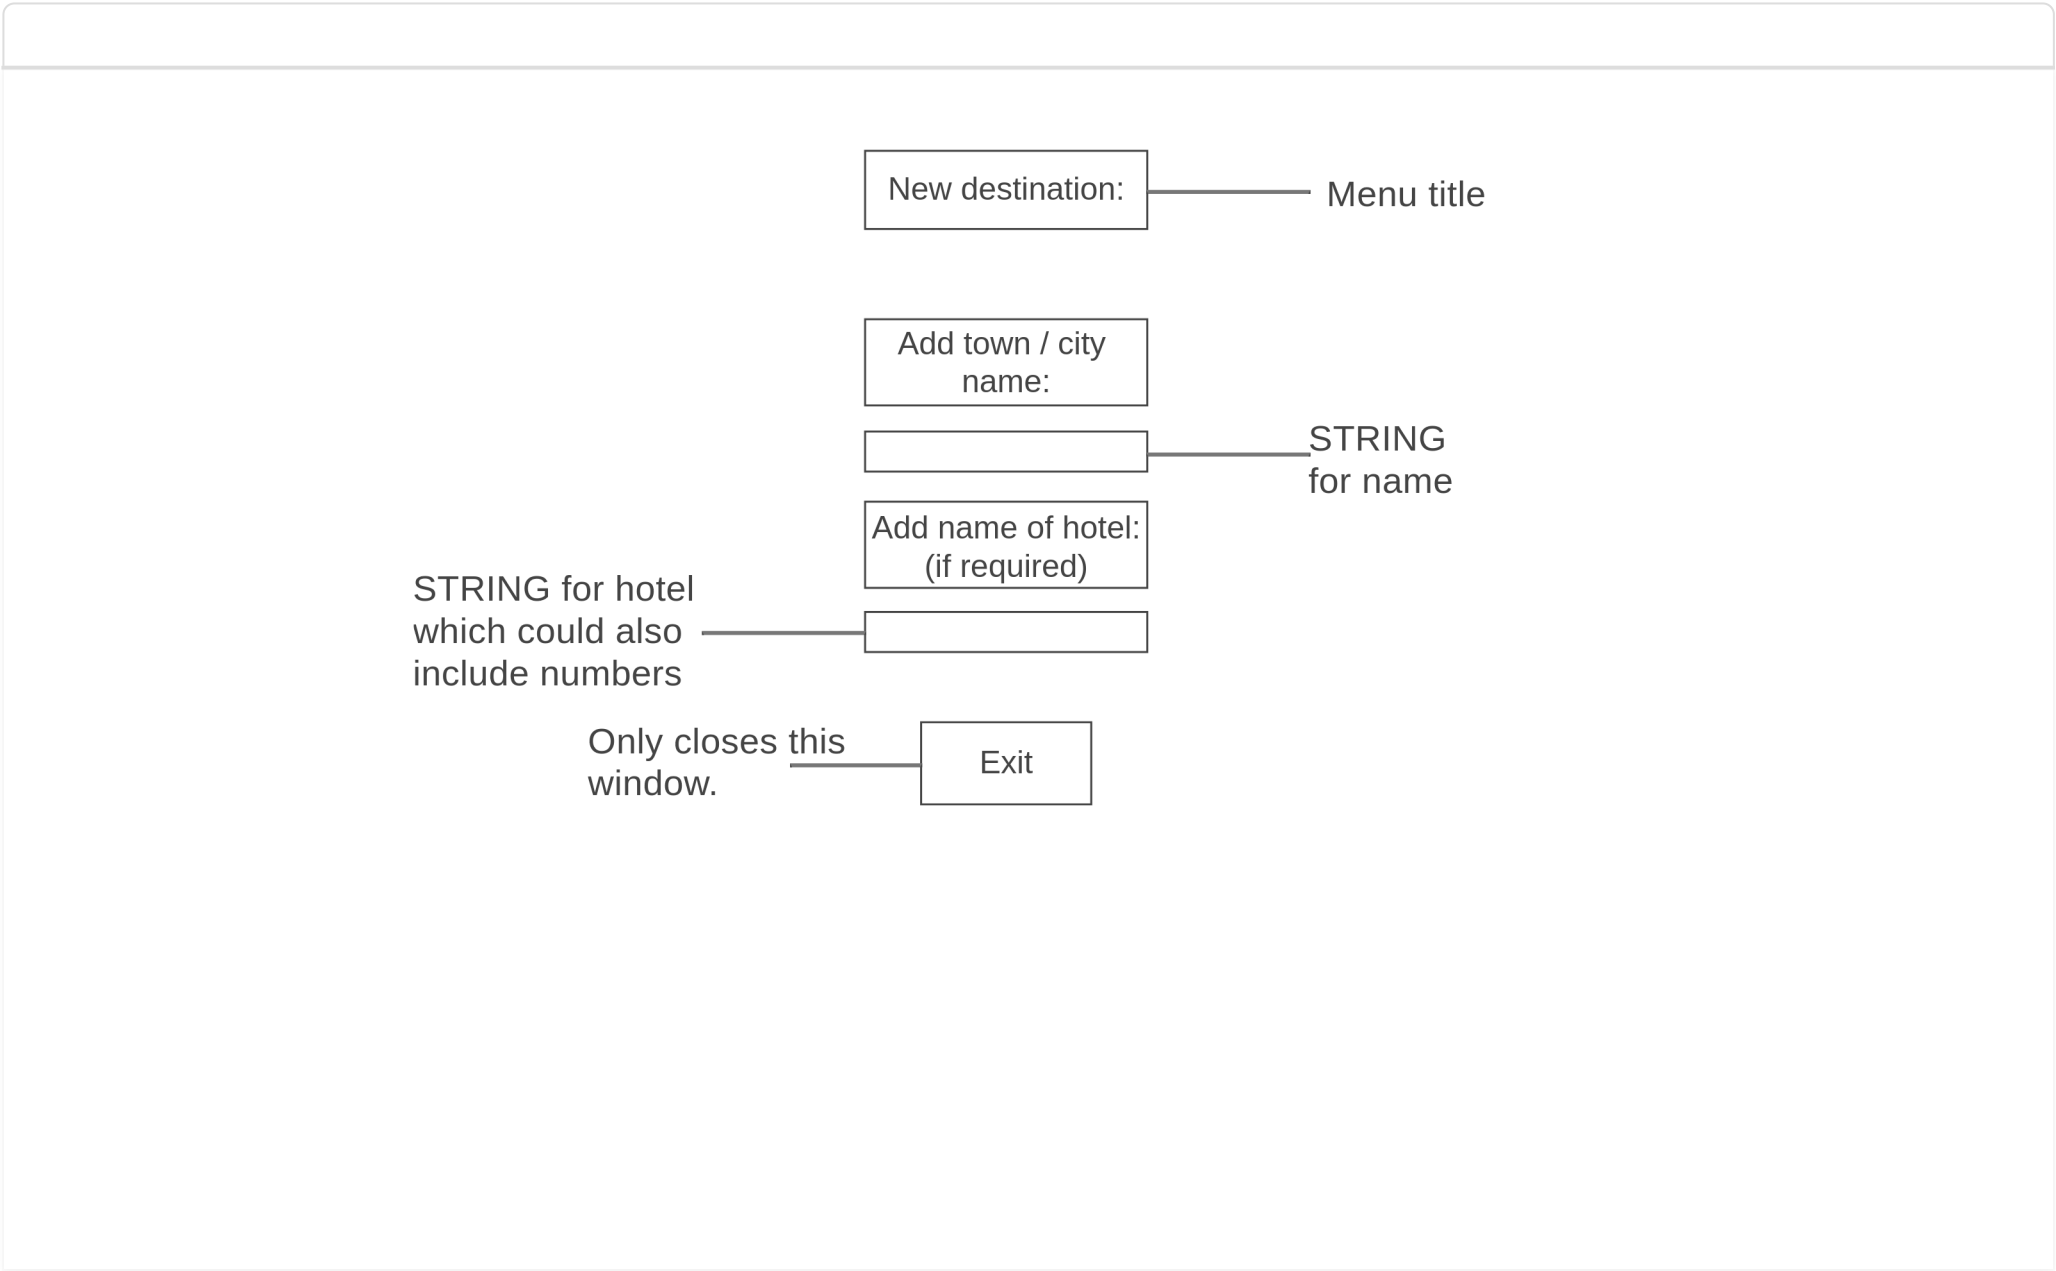 New destination:
Menu title
Add town / city
name:
STRING
for name
Add name of hotel:
(if required)
STRING for hotel
which could also
include numbers
Only closes this
window.
Exit